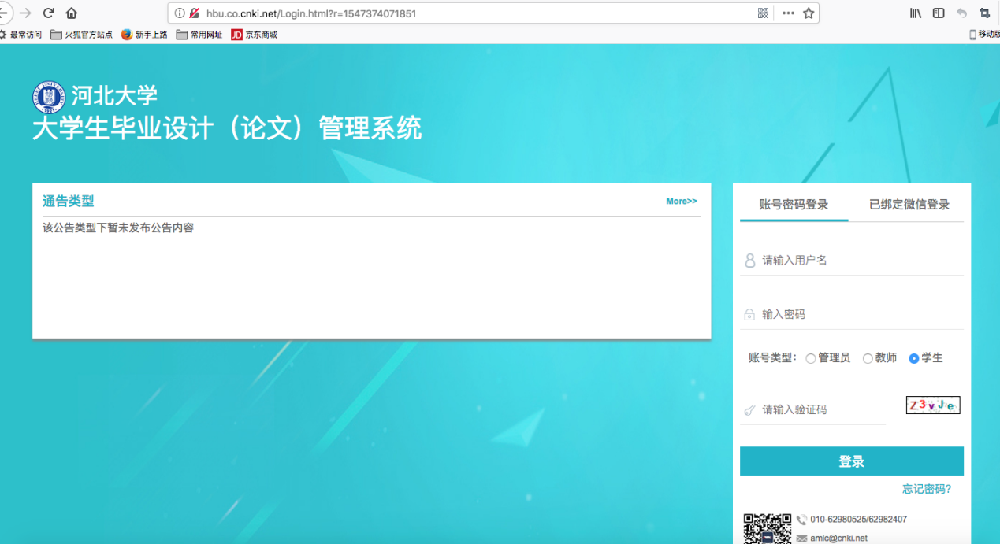 hbu.co.cnki.net/Login.html?r=1547374071851
最常访问 火狐官方站点 新手上路 常用网址 JD 京东商城
移动版
河北大学
大学生毕业设计（论文）管理系统
通告类型 More>>
该公告类型下暂未发布公告内容
账号密码登录 已绑定微信登录
请输入用户名
输入密码
账号类型： 管理员 教师 学生
请输入验证码 Z3vJe
登录
忘记密码?
010-62980525/62982407
amlc@cnki.net